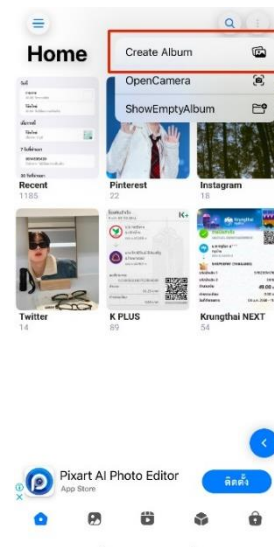 Home
Create Album
OpenCamera
ShowEmptyAlbum
Recent
1185
Pinterest
22
Instagram
18
K+
krungthai
Twitter
14
K PLUS
89
Krungthai NEXT
54
Pixart AI Photo Editor
App Store
ติดตั้ง